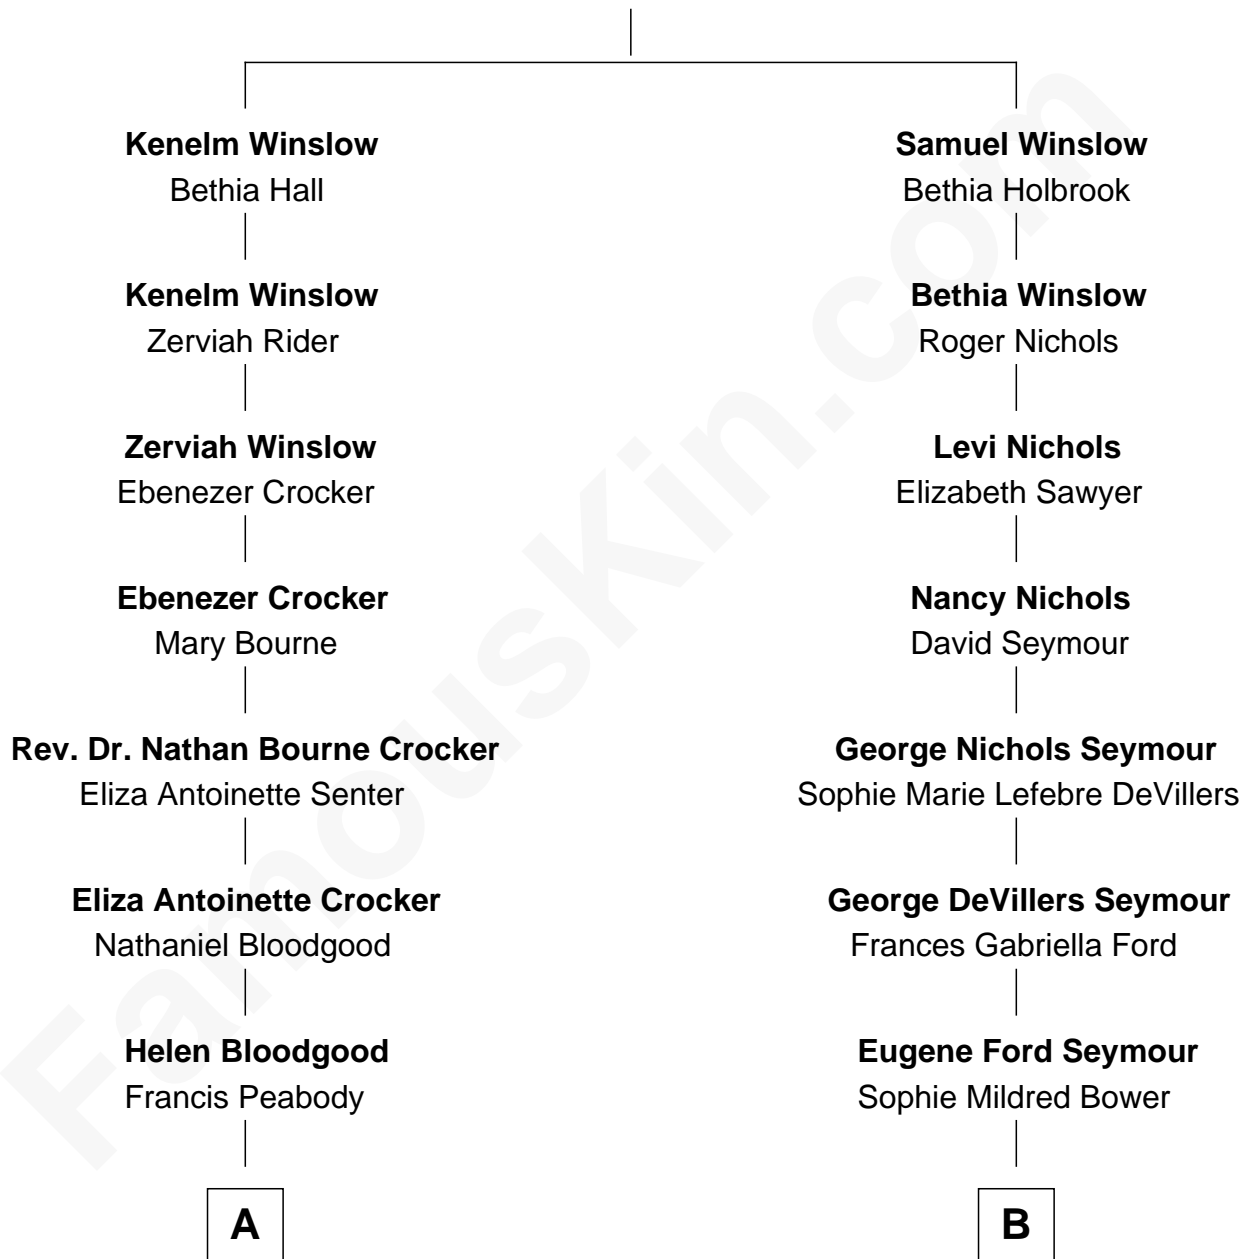 Kenelm Winslow
Bethia Hall
Kenelm Winslow
Zerviah Rider
Zerviah Winslow
Ebenezer Crocker
Ebenezer Crocker
Mary Bourne
Rev. Dr. Nathan Bourne Crocker
Eliza Antoinette Senter
Eliza Antoinette Crocker
Nathaniel Bloodgood
Helen Bloodgood
Francis Peabody
A
Samuel Winslow
Bethia Holbrook
Bethia Winslow
Roger Nichols
Levi Nichols
Elizabeth Sawyer
Nancy Nichols
David Seymour
George Nichols Seymour
Sophie Marie Lefebre DeVillers
George DeVillers Seymour
Frances Gabriella Ford
Eugene Ford Seymour
Sophie Mildred Bower
B
FamousKin.com